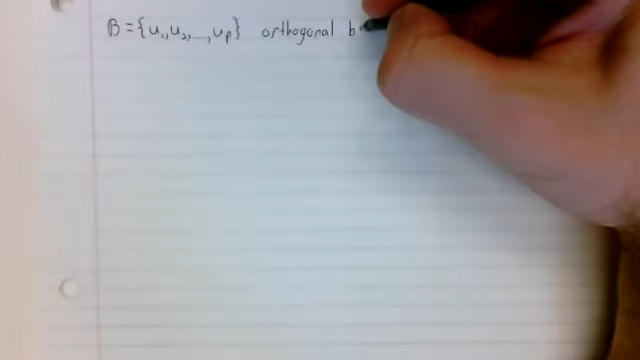 B = {u₁, u₂, ..., uₚ} orthogonal b